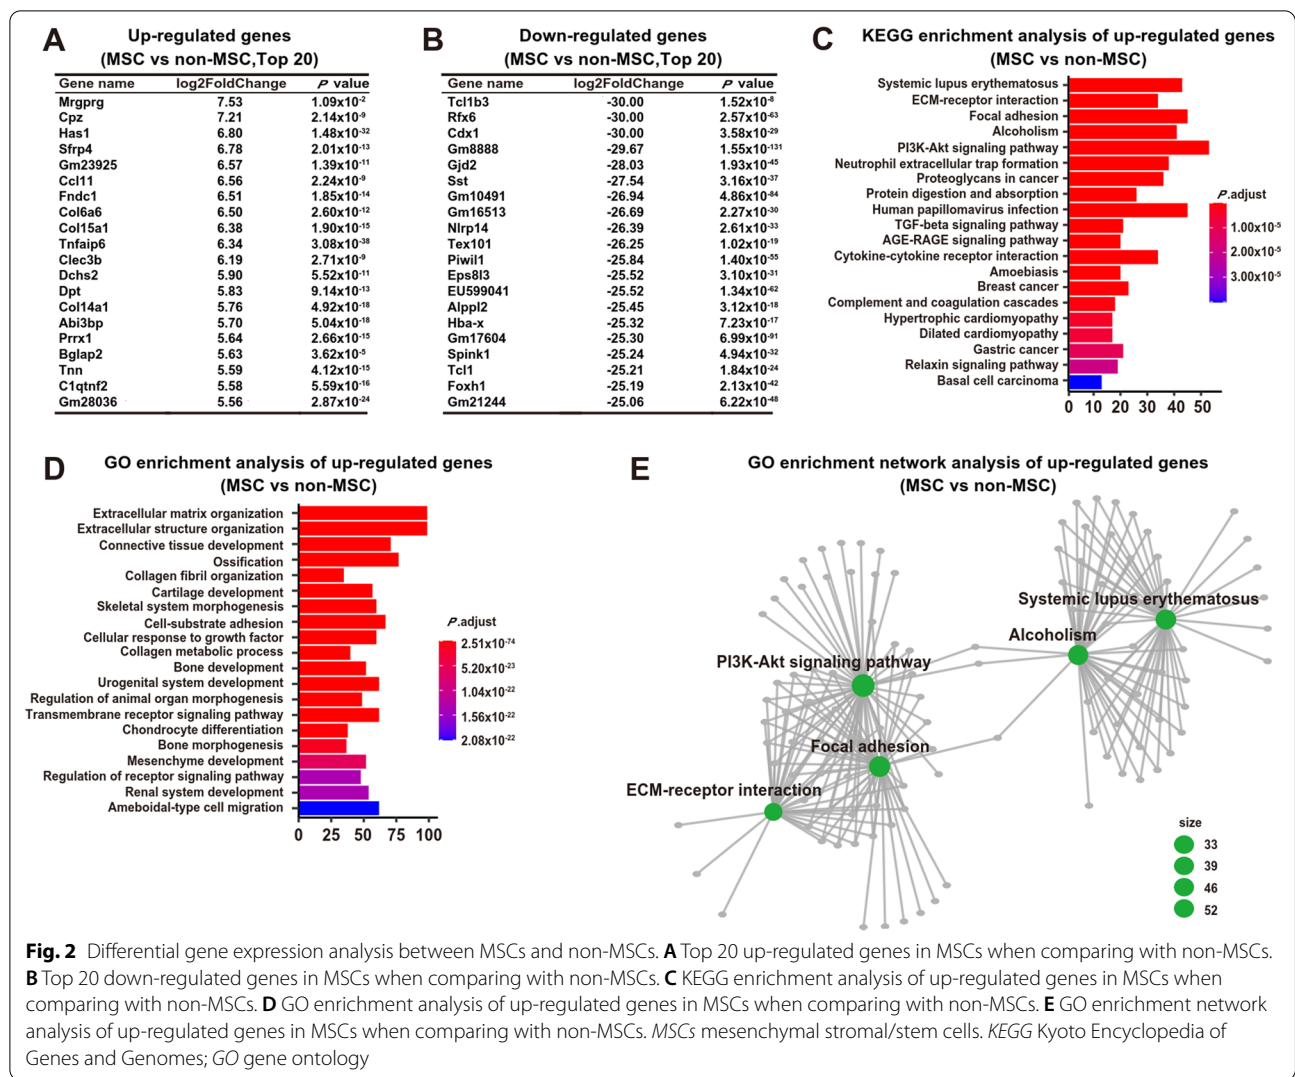 A
Up-regulated genes
(MSC vs non-MSC,Top 20)
Gene name log2FoldChange P value
Mrgprg 7.53 1.09x10-2
Cpz 7.21 2.14x10-9
Has1 6.80 1.48x10-32
Sfrp4 6.78 2.01x10-13
Gm23925 6.57 1.39x10-11
Ccl11 6.56 2.24x10-9
Fndc1 6.51 1.85x10-14
Col6a6 6.50 2.60x10-12
Col15a1 6.38 1.90x10-15
Tnfaip6 6.34 3.08x10-38
Clec3b 6.19 2.71x10-9
Dchs2 5.90 5.52x10-11
Dpt 5.83 9.14x10-13
Col14a1 5.76 4.92x10-18
Abi3bp 5.70 5.04x10-18
Prrx1 5.64 2.66x10-15
Bglap2 5.63 3.62x10-5
Tnn 5.59 4.12x10-15
C1qtnf2 5.58 5.59x10-16
Gm28036 5.56 2.87x10-24
B
Down-regulated genes
(MSC vs non-MSC,Top 20)
Gene name log2FoldChange P value
Tcl1b3 -30.00 1.52x10-8
Rfx6 -30.00 2.57x10-63
Cdx1 -30.00 3.58x10-29
Gm8888 -29.67 1.55x10-131
Gjd2 -28.03 1.93x10-45
Sst -27.54 3.16x10-37
Gm10491 -26.94 4.86x10-84
Gm16513 -26.69 2.27x10-30
Nlrp14 -26.39 2.61x10-33
Tex101 -26.25 1.02x10-19
Piwil1 -25.84 1.40x10-55
Eps8l3 -25.52 3.10x10-31
EU599041 -25.52 1.34x10-62
Alppl2 -25.45 3.12x10-18
Hba-x -25.32 7.23x10-17
Gm17604 -25.30 6.99x10-91
Spink1 -25.24 4.94x10-32
Tcl1 -25.21 1.84x10-24
Foxh1 -25.19 2.13x10-42
Gm21244 -25.06 6.22x10-48
C
KEGG enrichment analysis of up-regulated genes
(MSC vs non-MSC)
Systemic lupus erythematosus
ECM-receptor interaction
Focal adhesion
Alcoholism
PI3K-Akt signaling pathway
Neutrophil extracellular trap formation
Proteoglycans in cancer
Protein digestion and absorption
Human papillomavirus infection
TGF-beta signaling pathway
AGE-RAGE signaling pathway
Cytokine-cytokine receptor interaction
Amoebiasis
Breast cancer
Complement and coagulation cascades
Hypertrophic cardiomyopathy
Dilated cardiomyopathy
Gastric cancer
Relaxin signaling pathway
Basal cell carcinoma
0 10 20 30 40 50
P.adjust
1.00x10-5
2.00x10-5
3.00x10-5
D
GO enrichment analysis of up-regulated genes
(MSC vs non-MSC)
Extracellular matrix organization
Extracellular structure organization
Connective tissue development
Ossification
Collagen fibril organization
Cartilage development
Skeletal system morphogenesis
Cell-substrate adhesion
Cellular response to growth factor
Collagen metabolic process
Bone development
Urogenital system development
Regulation of animal organ morphogenesis
Transmembrane receptor signaling pathway
Chondrocyte differentiation
Bone morphogenesis
Mesenchyme development
Regulation of receptor signaling pathway
Renal system development
Ameboidal-type cell migration
0 25 50 75 100
P.adjust
2.51x10-74
5.20x10-23
1.04x10-22
1.56x10-22
2.08x10-22
E
GO enrichment network analysis of up-regulated genes
(MSC vs non-MSC)
Systemic lupus erythematosus
Alcoholism
PI3K-Akt signaling pathway
Focal adhesion
ECM-receptor interaction
size
33
39
46
52
Fig. 2 Differential gene expression analysis between MSCs and non-MSCs. A Top 20 up-regulated genes in MSCs when comparing with non-MSCs.
B Top 20 down-regulated genes in MSCs when comparing with non-MSCs. C KEGG enrichment analysis of up-regulated genes in MSCs when
comparing with non-MSCs. D GO enrichment analysis of up-regulated genes in MSCs when comparing with non-MSCs. E GO enrichment network
analysis of up-regulated genes in MSCs when comparing with non-MSCs. MSCs mesenchymal stromal/stem cells. KEGG Kyoto Encyclopedia of
Genes and Genomes; GO gene ontology